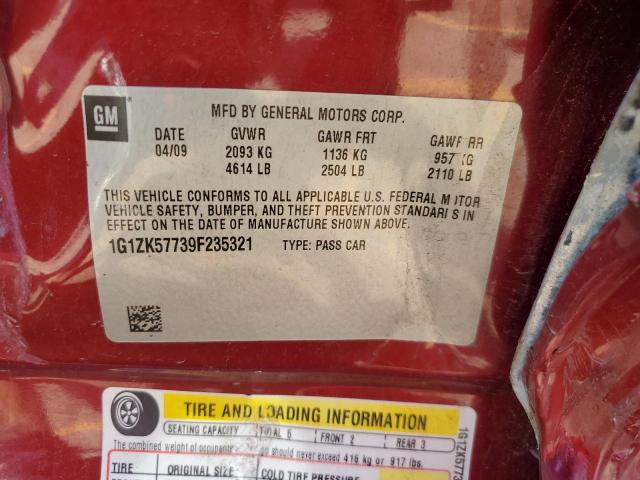 GM
MFD BY GENERAL MOTORS CORP.
DATE GVWR GAWR FRT GAWR RR
04/09 2093 KG 1136 KG 957 KG
4614 LB 2504 LB 2110 LB
THIS VEHICLE CONFORMS TO ALL APPLICABLE U.S. FEDERAL MOTOR
VEHICLE SAFETY, BUMPER, AND THEFT PREVENTION STANDARDS IN
EFFECT ON THE DATE OF MANUFACTURE SHOWN ABOVE.
1G1ZK57739F235321 TYPE: PASS CAR
TIRE AND LOADING INFORMATION
SEATING CAPACITY TOTAL 5 FRONT 2 REAR 3
The combined weight of occupants should never exceed 416 kg or 917 lbs.
TIRE ORIGINAL SIZE COLD TIRE PRESSURE
1G1ZK5773